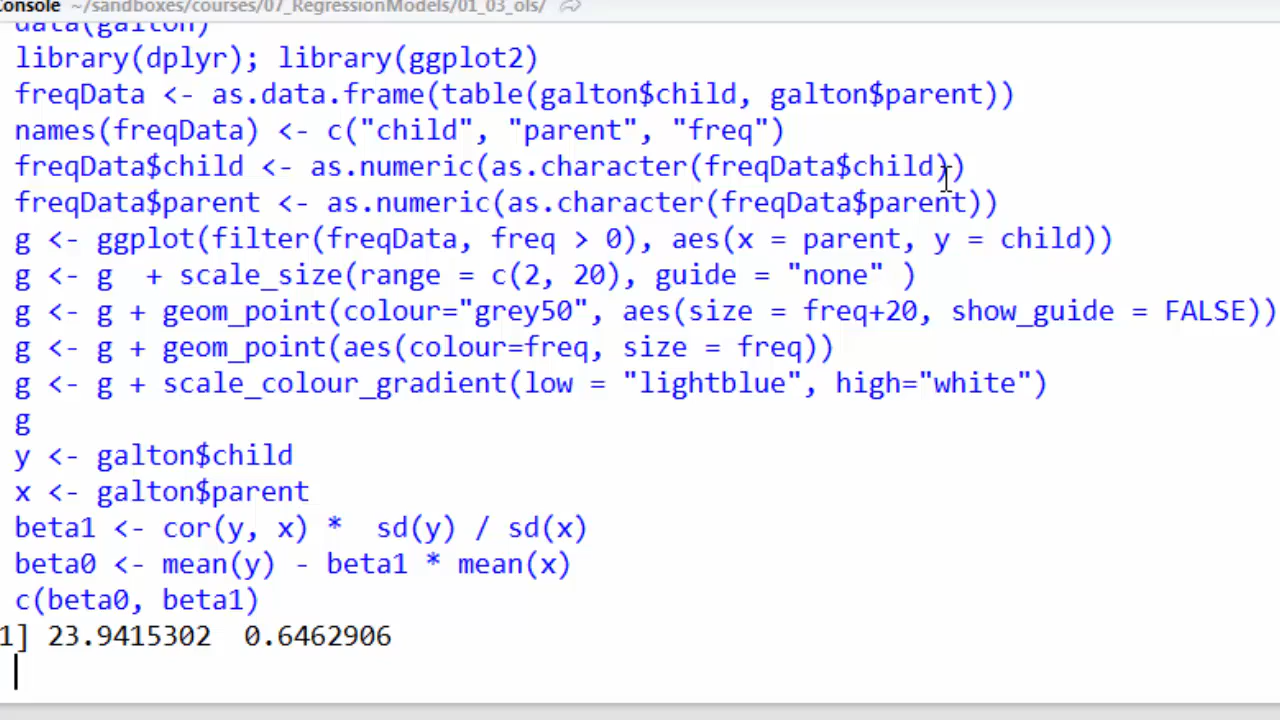 Console ~/sandboxes/courses/07_RegressionModels/01_03_ols/
data(galton)
library(dplyr); library(ggplot2)
freqData <- as.data.frame(table(galton$child, galton$parent))
names(freqData) <- c("child", "parent", "freq")
freqData$child <- as.numeric(as.character(freqData$child))
freqData$parent <- as.numeric(as.character(freqData$parent))
g <- ggplot(filter(freqData, freq > 0), aes(x = parent, y = child))
g <- g  + scale_size(range = c(2, 20), guide = "none" )
g <- g + geom_point(colour="grey50", aes(size = freq+20, show_guide = FALSE))
g <- g + geom_point(aes(colour=freq, size = freq))
g <- g + scale_colour_gradient(low = "lightblue", high="white")
g
y <- galton$child
x <- galton$parent
beta1 <- cor(y, x) *  sd(y) / sd(x)
beta0 <- mean(y) - beta1 * mean(x)
c(beta0, beta1)
1] 23.9415302  0.6462906